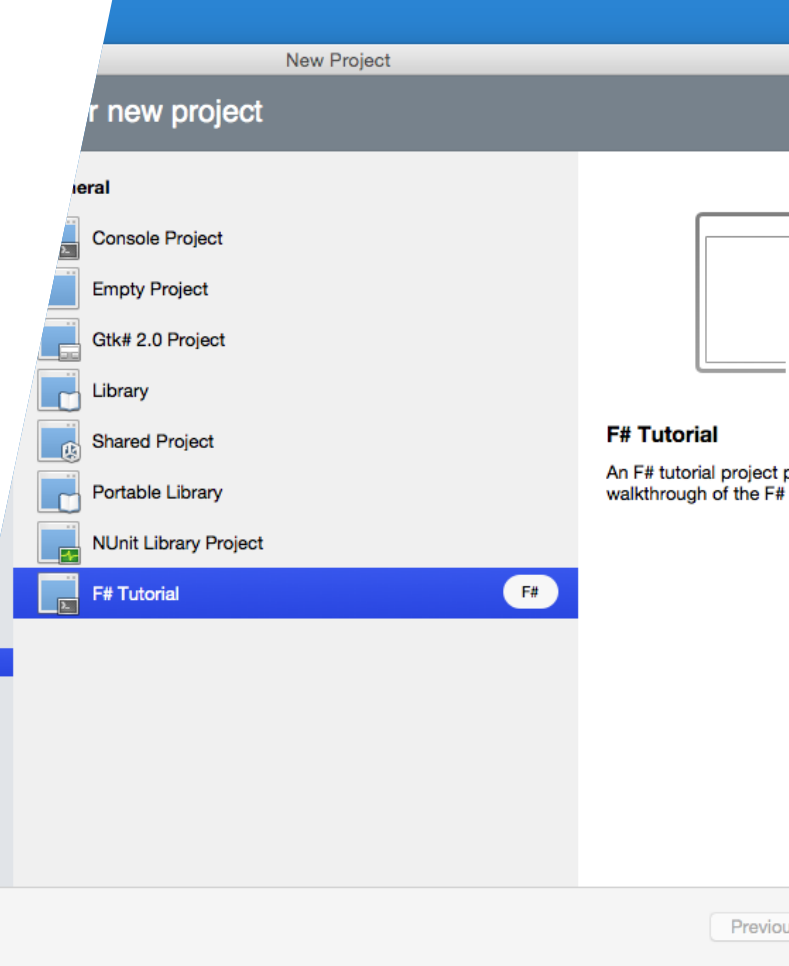 New Project
r new project
neral
Console Project
Empty Project
Gtk# 2.0 Project
Library
Shared Project
Portable Library
NUnit Library Project
F# Tutorial
F#
F# Tutorial
An F# tutorial project p
walkthrough of the F#
Previou